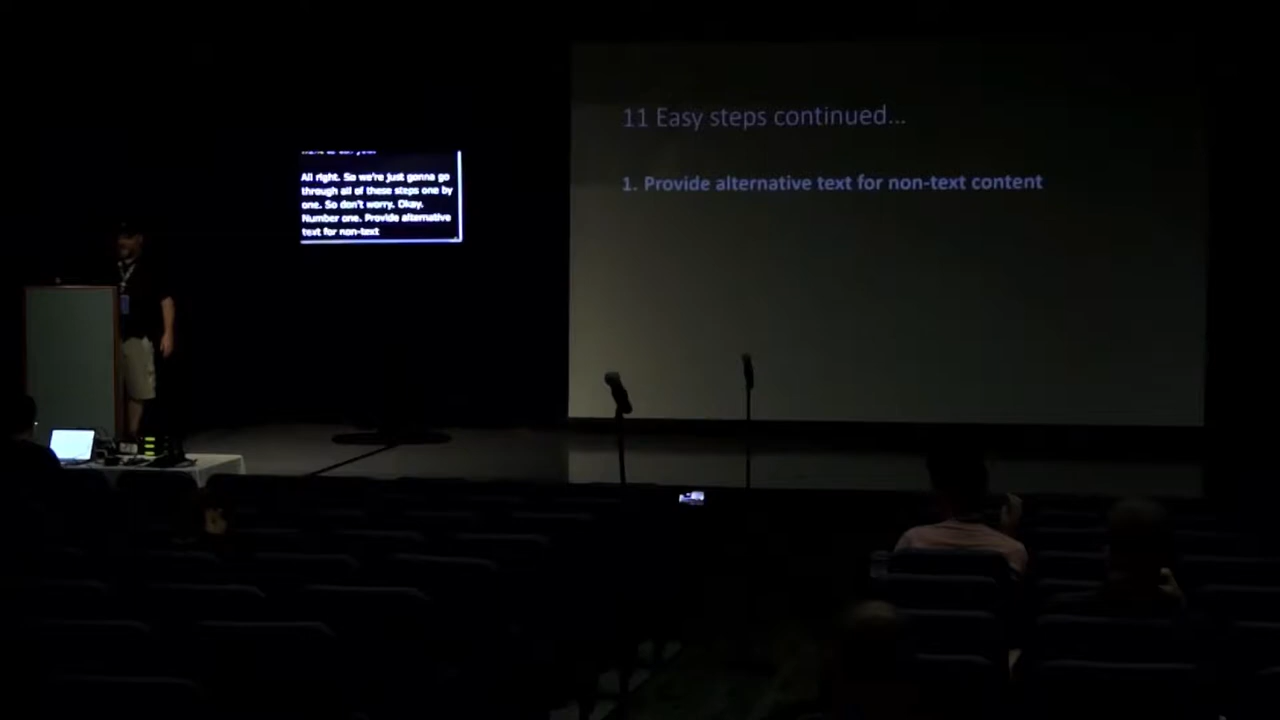 All right. So we're just gonna go
through all of these steps one by
one. So don't worry. Okay.
Number one. Provide alternative
text for non-text
11 Easy steps continued...
1. Provide alternative text for non-text content